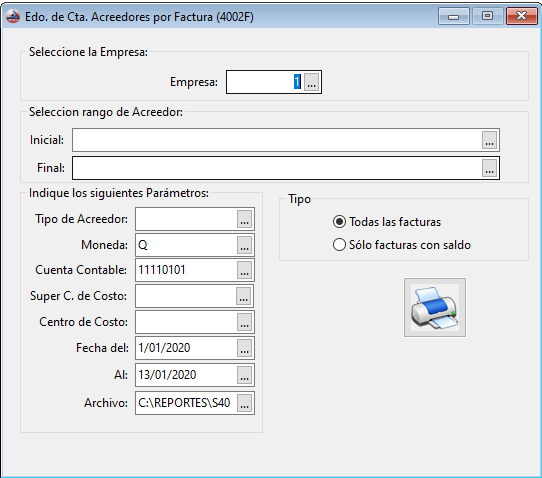 Edo. de Cta. Acreedores por Factura (4002F)
Seleccione la Empresa:
Empresa: 1 ...
Seleccion rango de Acreedor:
Inicial: ...
Final: ...
Indique los siguientes Parámetros:
Tipo de Acreedor: ...
Moneda: Q ...
Cuenta Contable: 11110101 ...
Super C. de Costo: ...
Centro de Costo: ...
Fecha del: 1/01/2020 ...
Al: 13/01/2020 ...
Archivo: C:\REPORTES\S40 ...
Tipo
Todas las facturas
Sólo facturas con saldo